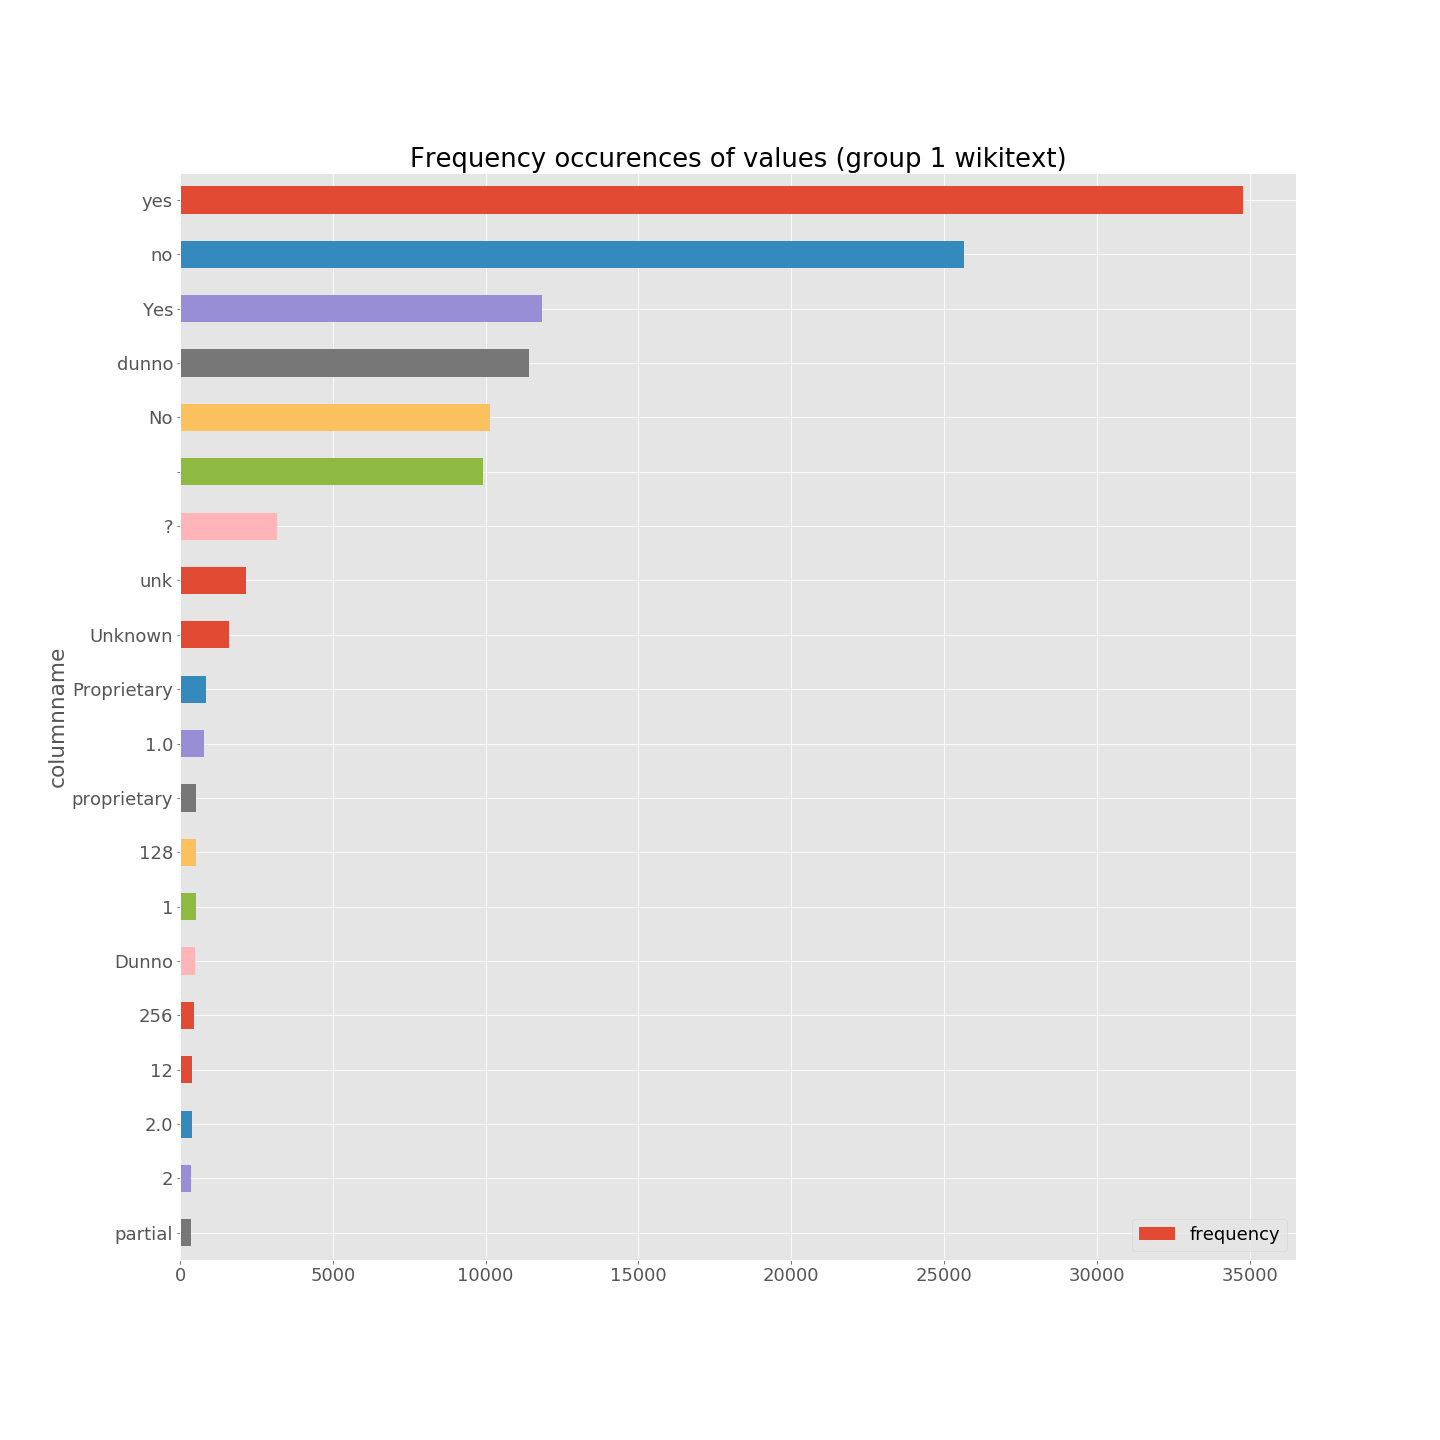 Frequency occurences of values (group 1 wikitext)
yes
no
Yes
dunno
No
?
unk
Unknown
Proprietary
1.0
proprietary
128
1
Dunno
256
12
2.0
2
partial
columnname
frequency
0 5000 10000 15000 20000 25000 30000 35000